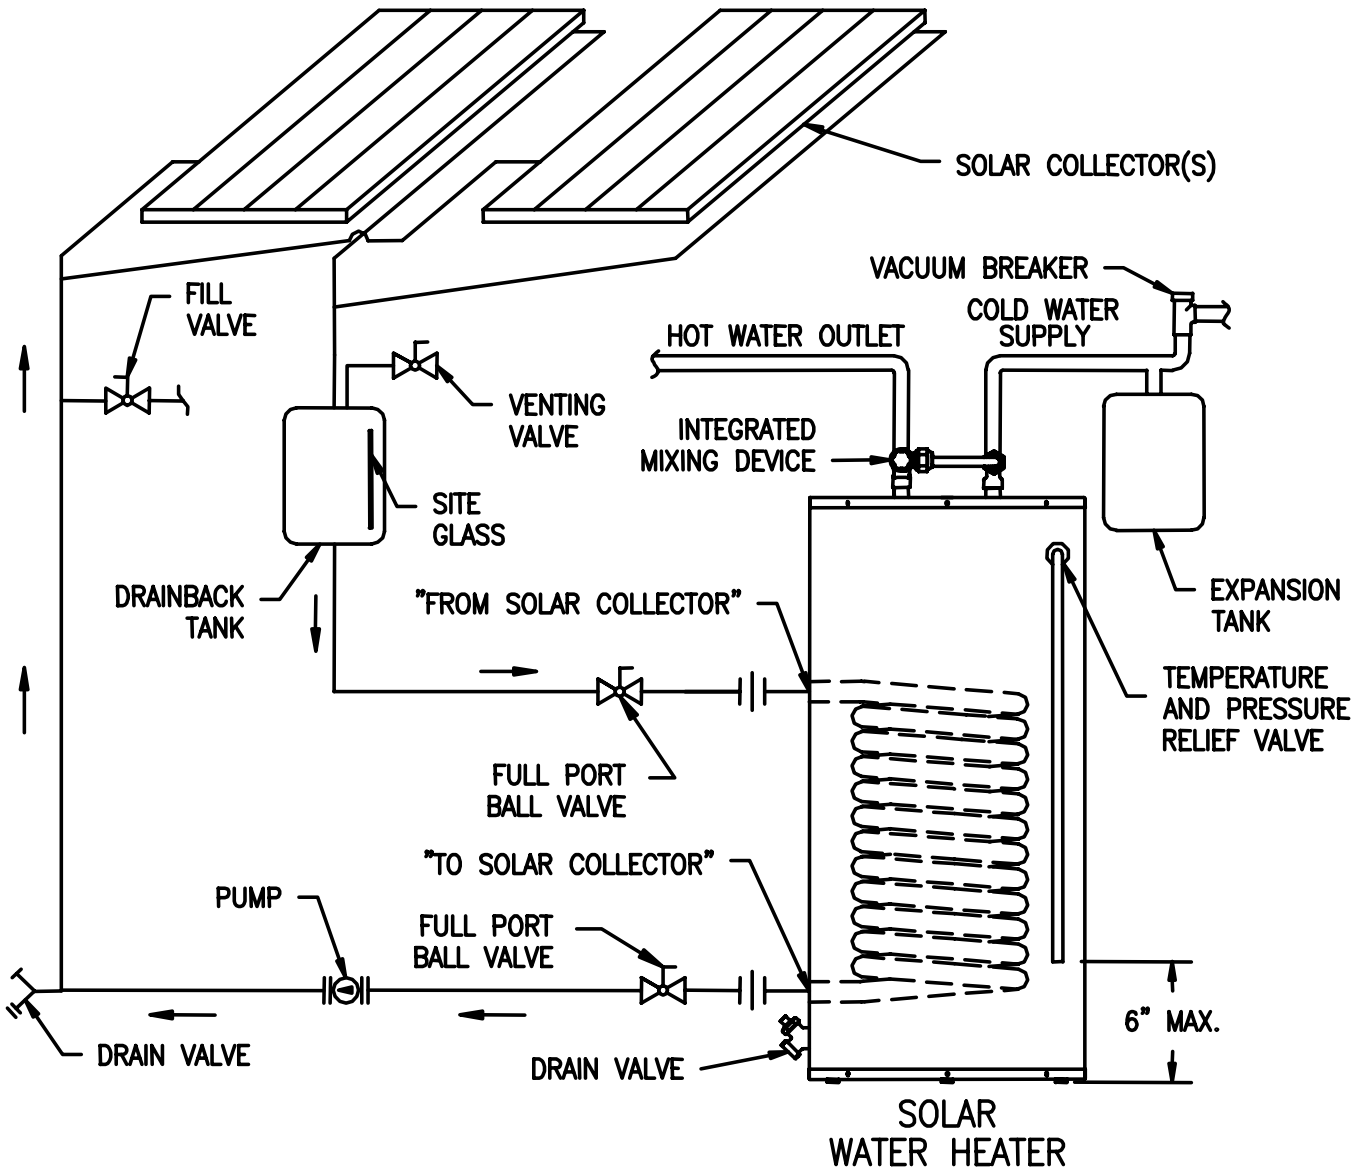 SOLAR COLLECTOR(S)
VACUUM BREAKER
FILL
VALVE
COLD WATER
SUPPLY
HOT WATER OUTLET
VENTING
VALVE
INTEGRATED
MIXING DEVICE
SITE
GLASS
DRAINBACK
TANK
"FROM SOLAR COLLECTOR"
EXPANSION
TANK
TEMPERATURE
AND PRESSURE
RELIEF VALVE
FULL PORT
BALL VALVE
"TO SOLAR COLLECTOR"
PUMP
FULL PORT
BALL VALVE
6" MAX.
DRAIN VALVE
DRAIN VALVE
SOLAR
WATER HEATER